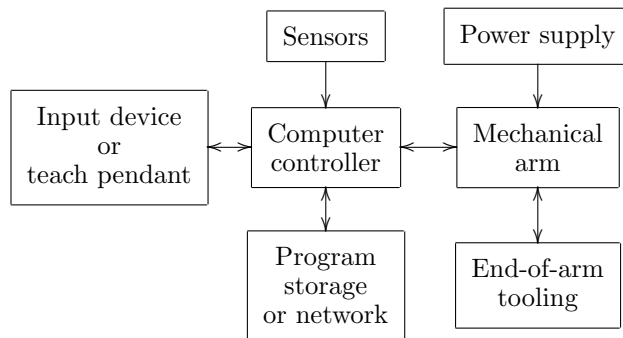 Sensors
Power supply
Input device
or
teach pendant
Computer
controller
Mechanical
arm
Program
storage
or network
End-of-arm
tooling